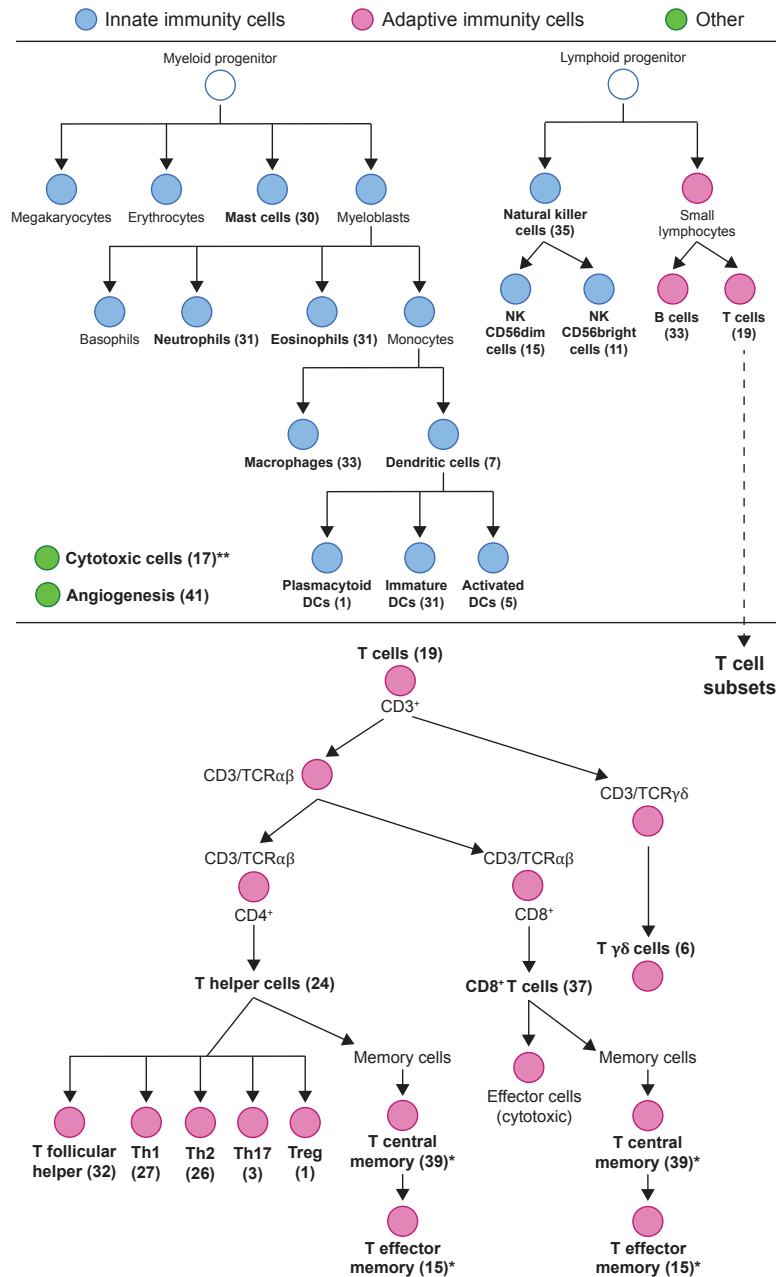 Innate immunity cells
Adaptive immunity cells
Other
Myeloid progenitor
Lymphoid progenitor
Megakaryocytes
Erythrocytes
Mast cells (30)
Myeloblasts
Natural killer
cells (35)
Small
lymphocytes
Basophils
Neutrophils (31)
Eosinophils (31)
Monocytes
NK
CD56dim
cells (15)
NK
CD56bright
cells (11)
B cells
(33)
T cells
(19)
Macrophages (33)
Dendritic cells (7)
Cytotoxic cells (17)**
Angiogenesis (41)
Plasmacytoid
DCs (1)
Immature
DCs (31)
Activated
DCs (5)
T cell
subsets
T cells (19)
CD3⁺
CD3/TCRαβ
CD3/TCRγδ
CD3/TCRαβ
CD4⁺
CD3/TCRαβ
CD8⁺
T γδ cells (6)
T helper cells (24)
CD8⁺ T cells (37)
Memory cells
Effector cells
(cytotoxic)
Memory cells
T follicular
helper (32)
Th1
(27)
Th2
(26)
Th17
(3)
Treg
(1)
T central
memory (39)*
T central
memory (39)*
T effector
memory (15)*
T effector
memory (15)*